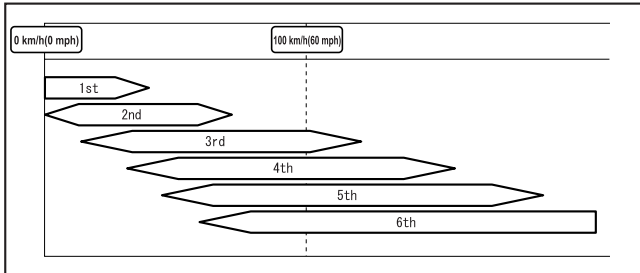 0 km/h(0 mph)
100 km/h(60 mph)
1st
2nd
3rd
4th
5th
6th